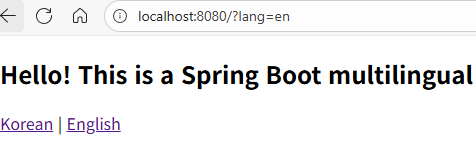 localhost:8080/?lang=en
Hello! This is a Spring Boot multilingual
Korean | English